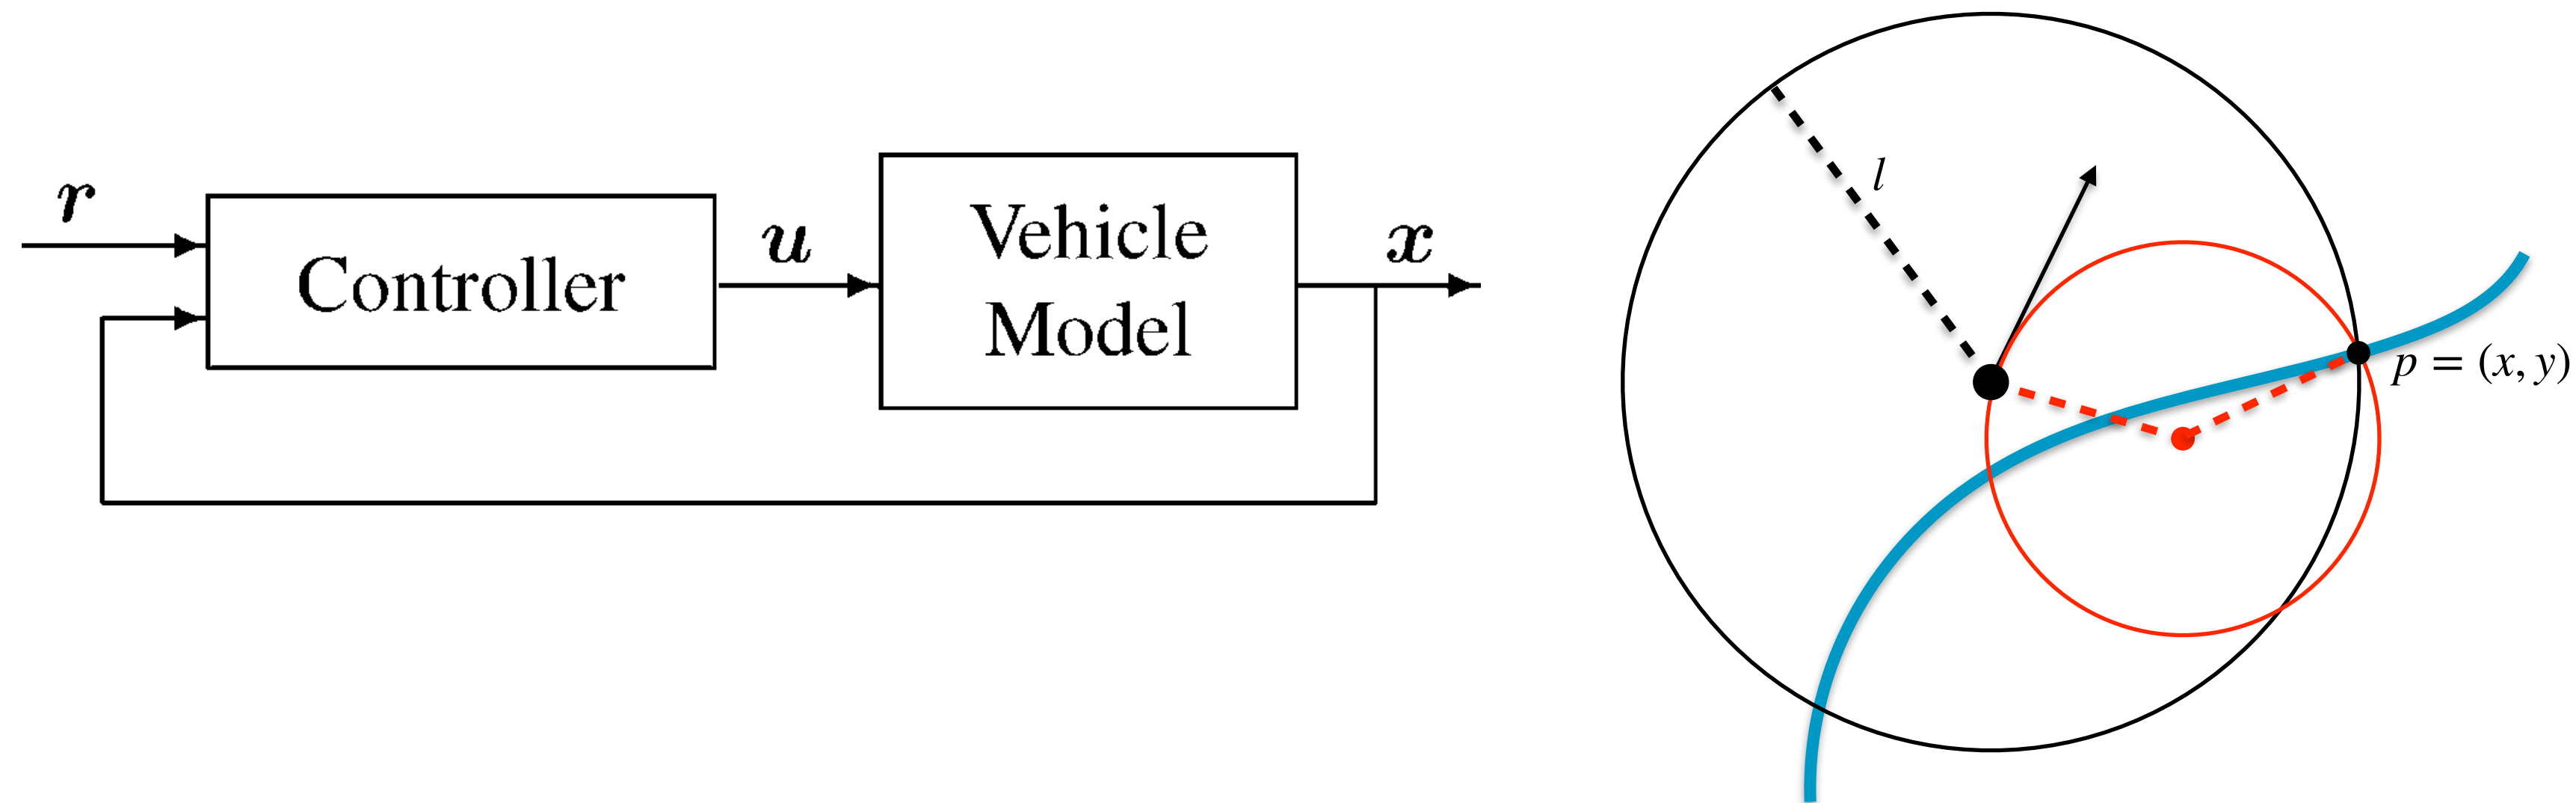 r
Controller
u
Vehicle
Model
x
l
p = (x, y)